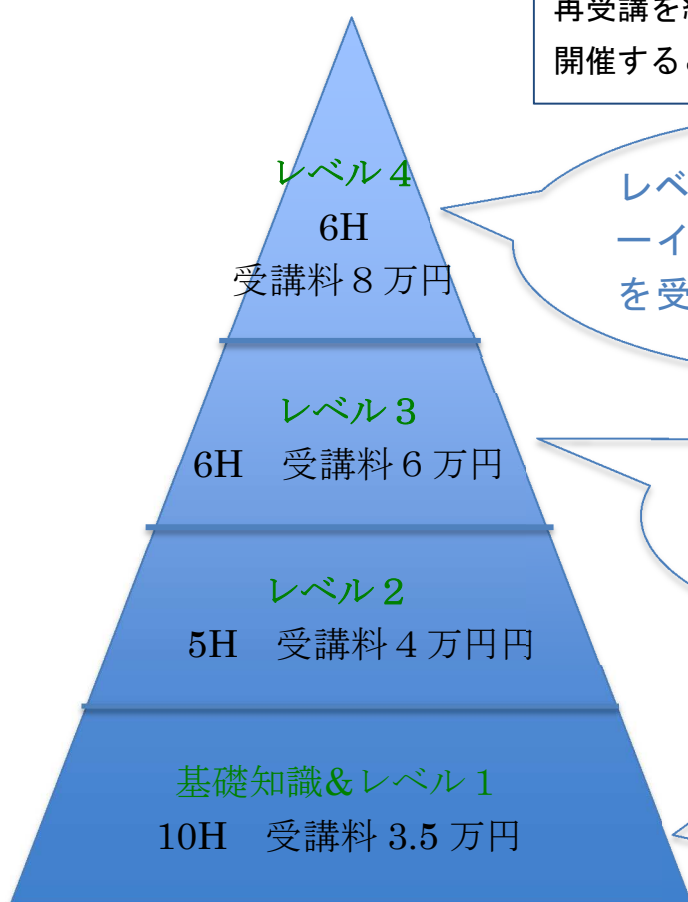 再受講を
開催する
レベル４
6H
受講料８万円
レベ
ーイ
を受
レベル３
6H　受講料６万円
レベル２
5H　受講料４万円円
基礎知識&レベル１
10H　受講料 3.5 万円